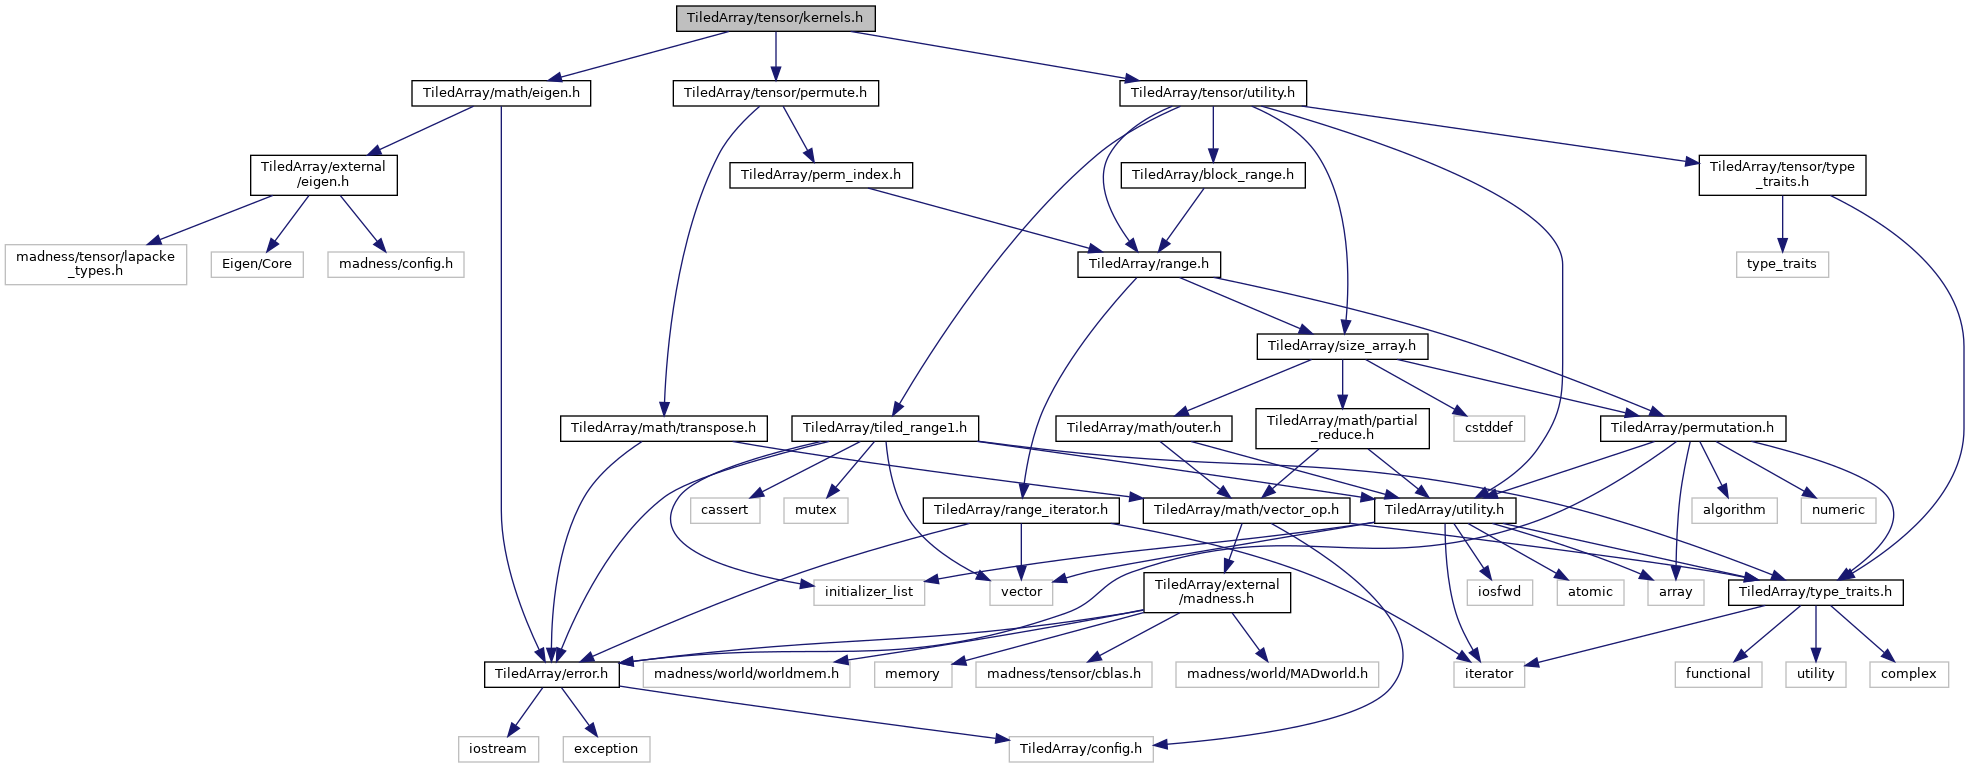 TiledArray/tensor/kernels.h
TiledArray/math/eigen.h
TiledArray/tensor/permute.h
TiledArray/tensor/utility.h
TiledArray/external
/eigen.h
TiledArray/perm_index.h
TiledArray/block_range.h
TiledArray/tensor/type
_traits.h
madness/tensor/lapacke
_types.h
Eigen/Core
madness/config.h
TiledArray/range.h
type_traits
TiledArray/size_array.h
TiledArray/math/transpose.h
TiledArray/tiled_range1.h
TiledArray/math/outer.h
TiledArray/math/partial
_reduce.h
cstddef
TiledArray/permutation.h
cassert
mutex
TiledArray/range_iterator.h
TiledArray/math/vector_op.h
TiledArray/utility.h
algorithm
numeric
initializer_list
vector
TiledArray/external
/madness.h
iosfwd
atomic
array
TiledArray/type_traits.h
TiledArray/error.h
madness/world/worldmem.h
memory
madness/tensor/cblas.h
madness/world/MADworld.h
iterator
functional
utility
complex
iostream
exception
TiledArray/config.h